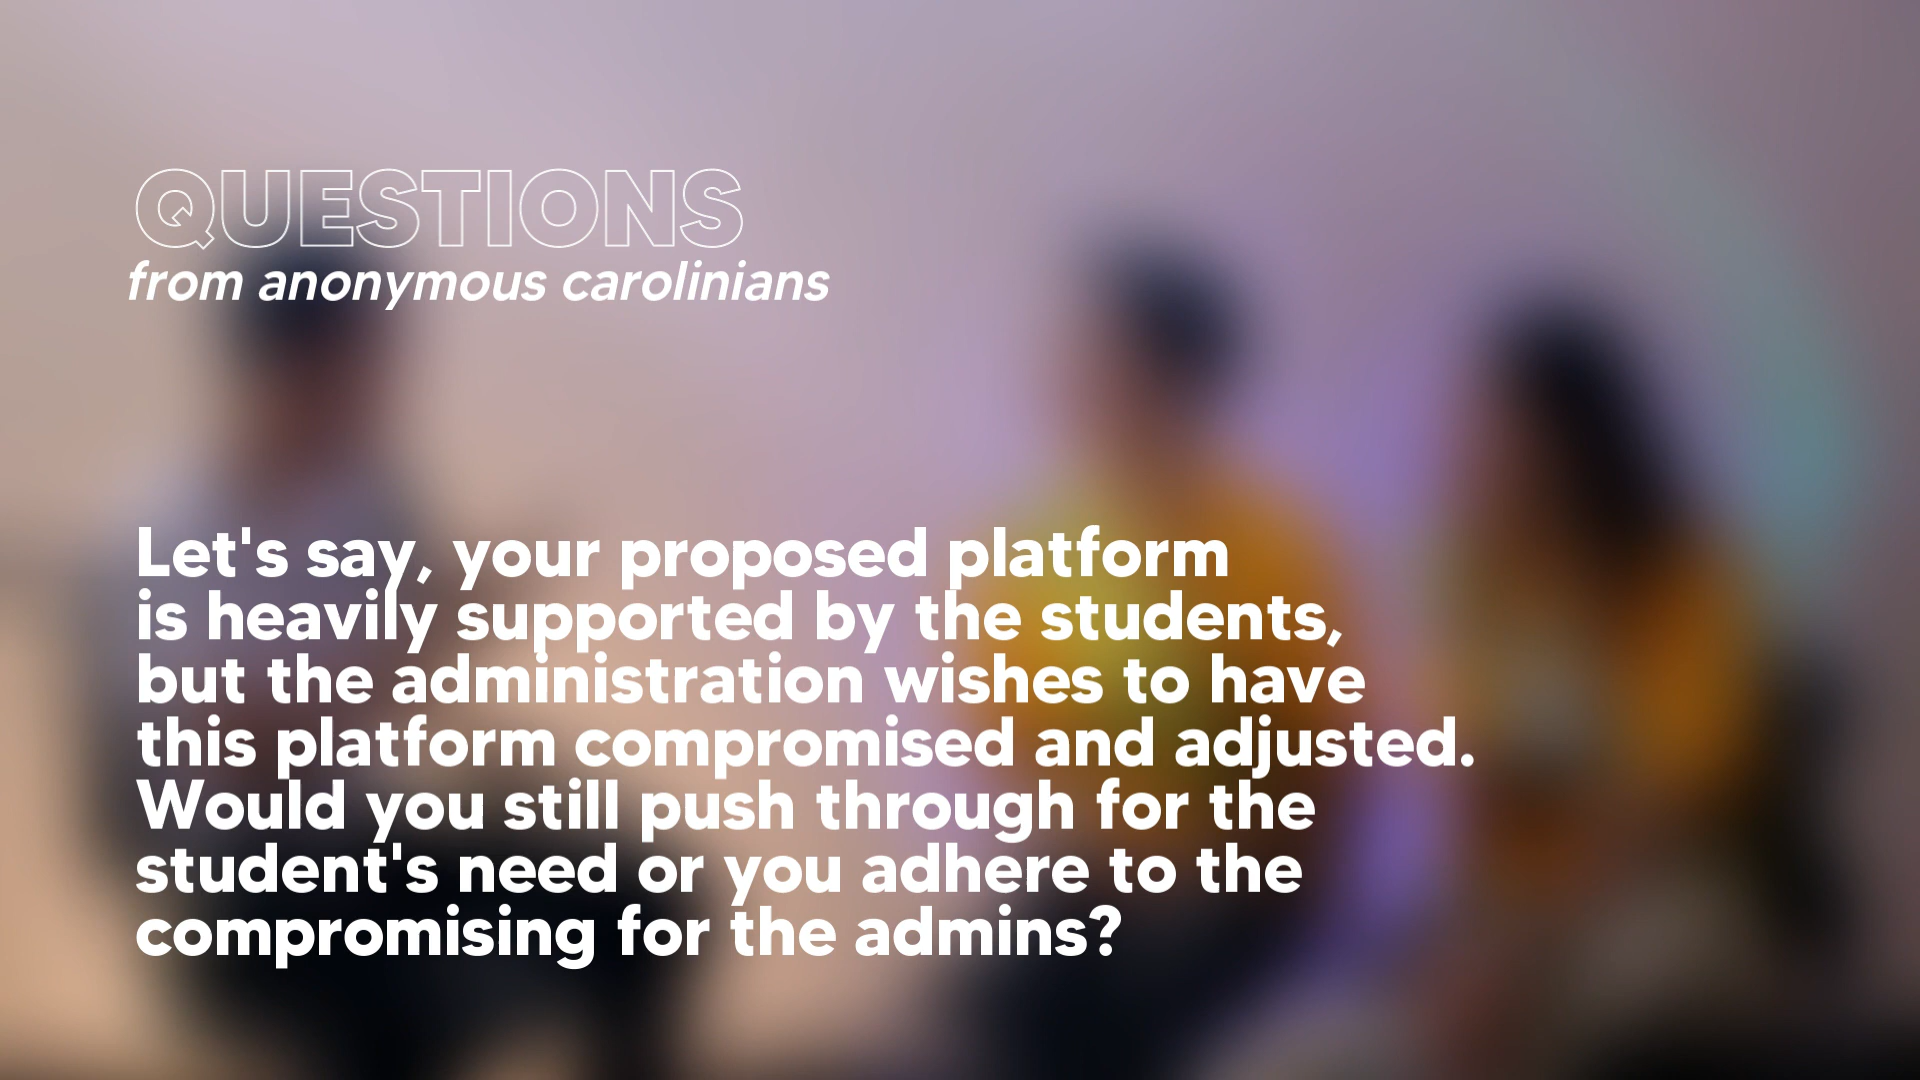 QUESTIONS
from anonymous carolinians
Let's say, your proposed platform
is heavily supported by the students,
but the administration wishes to have
this platform compromised and adjusted.
Would you still push through for the
student's need or you adhere to the
compromising for the admins?